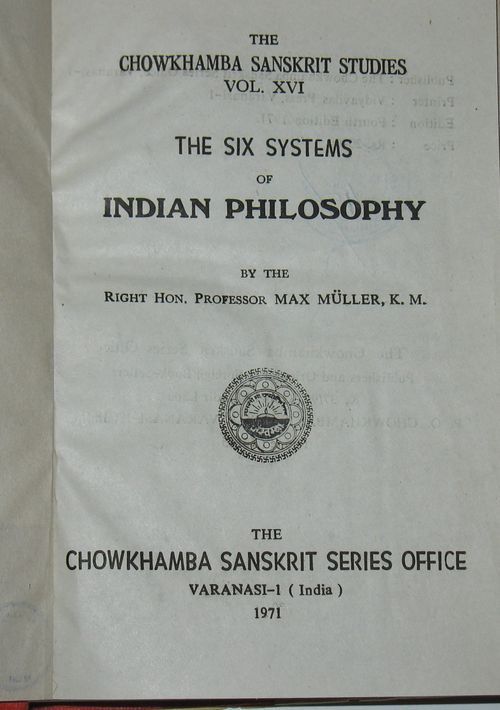 THE
CHOWKHAMBA SANSKRIT STUDIES
VOL. XVI
THE SIX SYSTEMS
OF
INDIAN PHILOSOPHY
BY THE
RIGHT HON. PROFESSOR MAX MÜLLER, K. M.
THE
CHOWKHAMBA SANSKRIT SERIES OFFICE
VARANASI-1 ( India )
1971